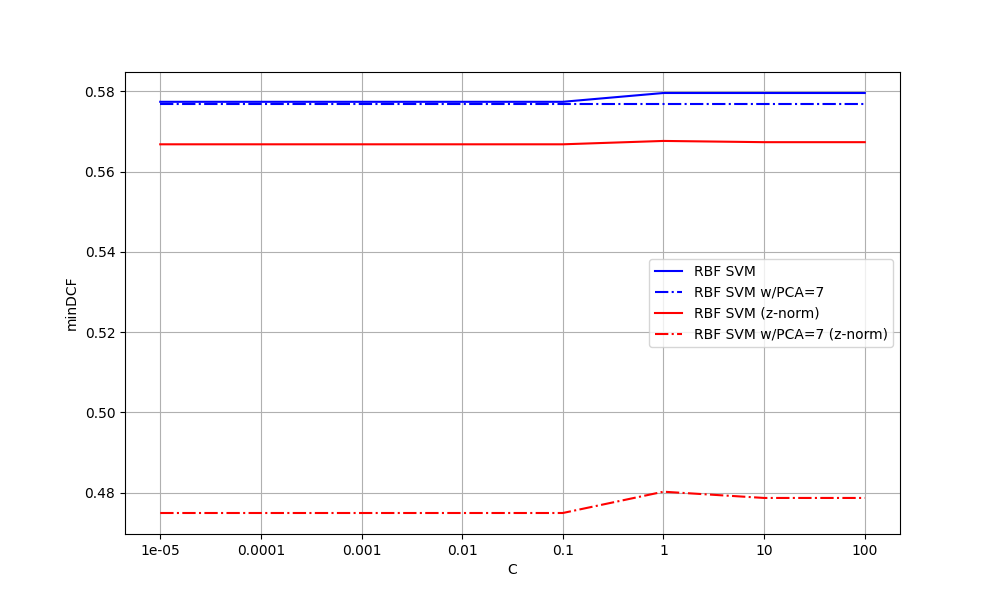 0.58
0.56
0.54
0.52
0.50
0.48
minDCF
RBF SVM
RBF SVM w/PCA=7
RBF SVM (z-norm)
RBF SVM w/PCA=7 (z-norm)
1e-05 0.0001 0.001 0.01 0.1 1 10 100
C